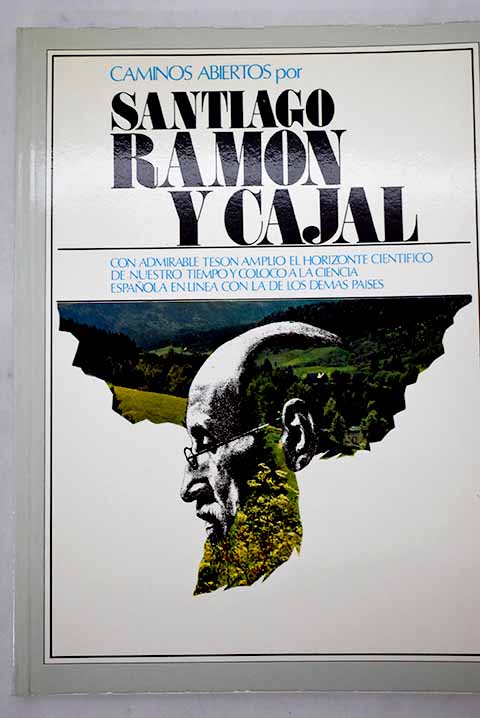 CAMINOS ABIERTOS por
SANTIAGO
RAMON
Y CAJAL
CON ADMIRABLE TESON AMPLIO EL HORIZONTE CIENTIFICO
DE NUESTRO TIEMPO Y COLOCO A LA CIENCIA
ESPAÑOLA EN LINEA CON LA DE LOS DEMAS PAISES